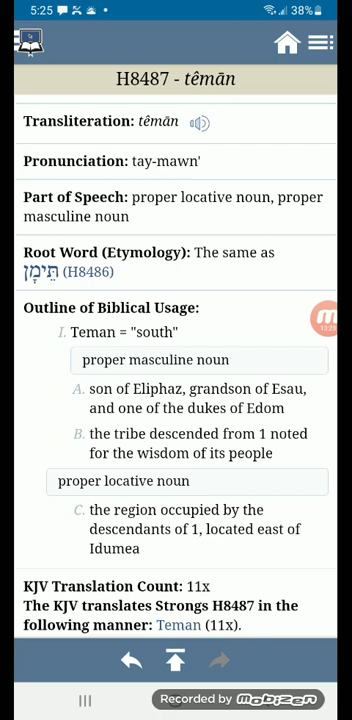 5:25
38%
H8487 - têmān
Transliteration: têmān
Pronunciation: tay-mawn'
Part of Speech: proper locative noun, proper
masculine noun
Root Word (Etymology): The same as
תֵּימָן (H8486)
Outline of Biblical Usage:
I. Teman = "south"
proper masculine noun
A. son of Eliphaz, grandson of Esau,
and one of the dukes of Edom
B. the tribe descended from 1 noted
for the wisdom of its people
proper locative noun
C. the region occupied by the
descendants of 1, located east of
Idumea
13:23
KJV Translation Count: 11x
The KJV translates Strongs H8487 in the
following manner: Teman (11x).
Recorded by Mobizen